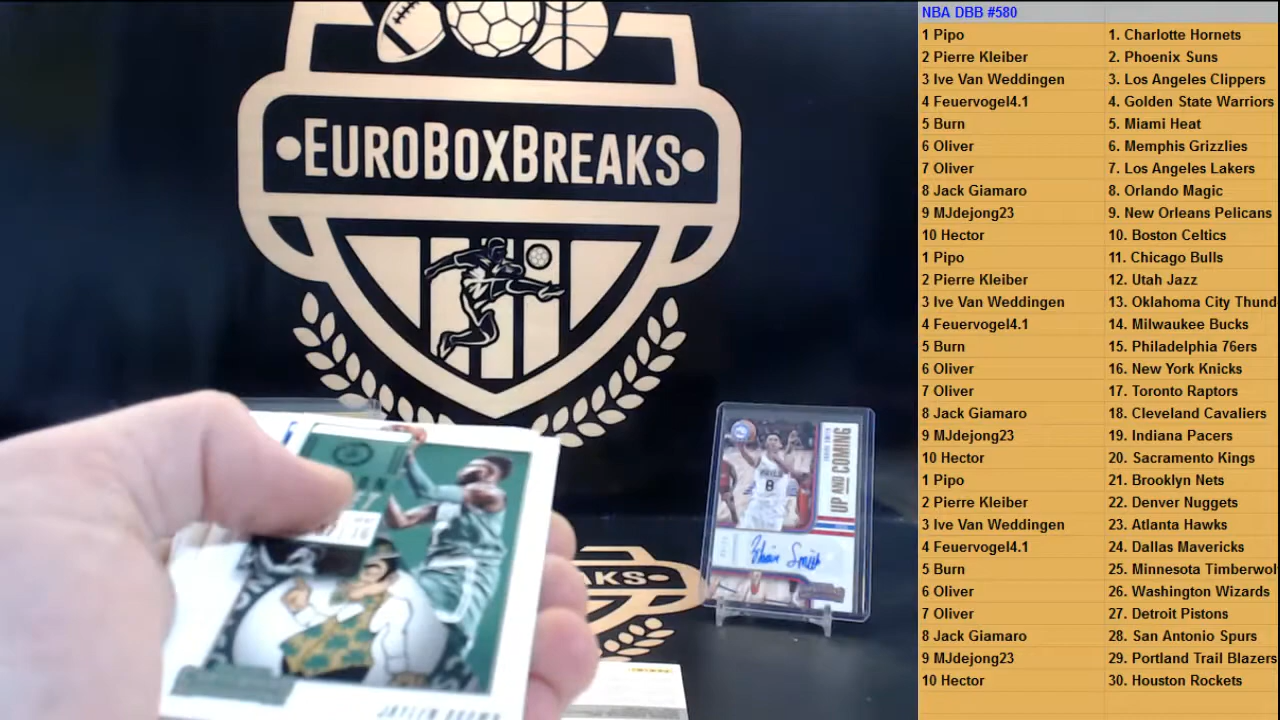 EUROBOXBREAKS
UP AND COMING
8
Zhaire Smith
AKS
JAYLEN BROWN
NBA DBB #580
1 Pipo 1. Charlotte Hornets
2 Pierre Kleiber 2. Phoenix Suns
3 Ive Van Weddingen 3. Los Angeles Clippers
4 Feuervogel4.1 4. Golden State Warriors
5 Burn 5. Miami Heat
6 Oliver 6. Memphis Grizzlies
7 Oliver 7. Los Angeles Lakers
8 Jack Giamaro 8. Orlando Magic
9 MJdejong23 9. New Orleans Pelicans
10 Hector 10. Boston Celtics
1 Pipo 11. Chicago Bulls
2 Pierre Kleiber 12. Utah Jazz
3 Ive Van Weddingen 13. Oklahoma City Thund
4 Feuervogel4.1 14. Milwaukee Bucks
5 Burn 15. Philadelphia 76ers
6 Oliver 16. New York Knicks
7 Oliver 17. Toronto Raptors
8 Jack Giamaro 18. Cleveland Cavaliers
9 MJdejong23 19. Indiana Pacers
10 Hector 20. Sacramento Kings
1 Pipo 21. Brooklyn Nets
2 Pierre Kleiber 22. Denver Nuggets
3 Ive Van Weddingen 23. Atlanta Hawks
4 Feuervogel4.1 24. Dallas Mavericks
5 Burn 25. Minnesota Timberwol
6 Oliver 26. Washington Wizards
7 Oliver 27. Detroit Pistons
8 Jack Giamaro 28. San Antonio Spurs
9 MJdejong23 29. Portland Trail Blazers
10 Hector 30. Houston Rockets